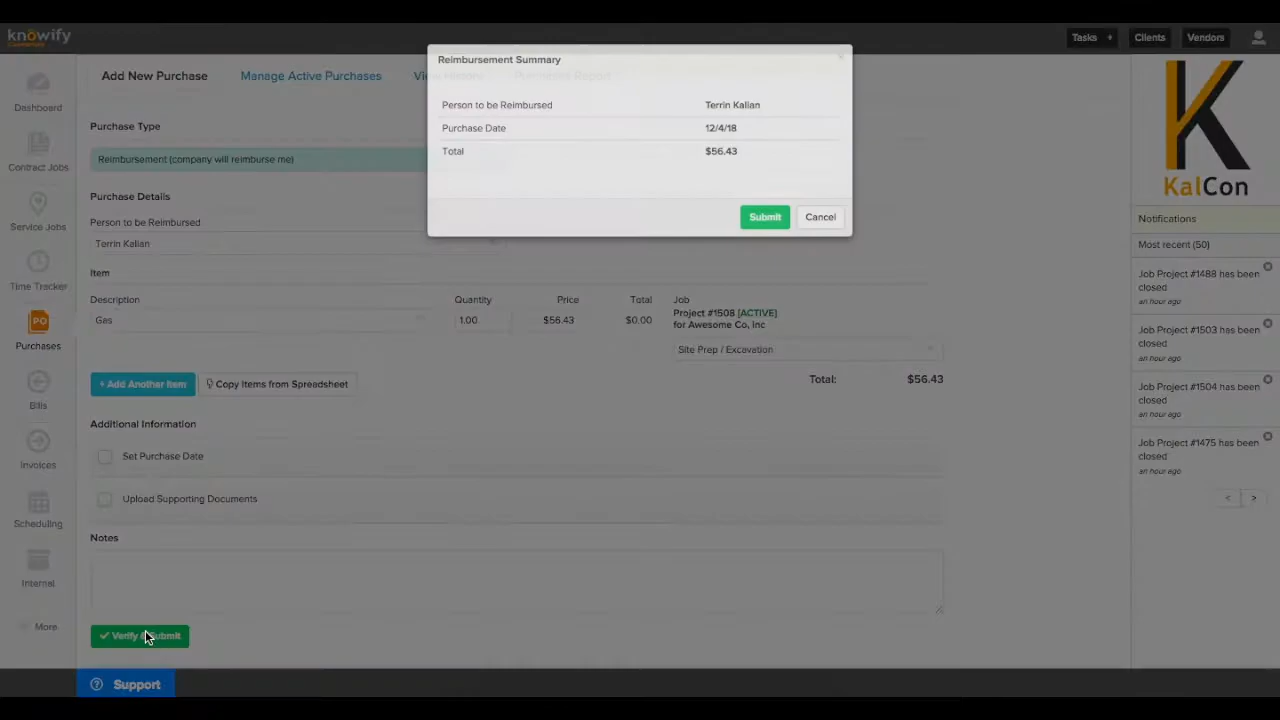 knowify
Tasks +
Clients
Vendors
Reimbursement Summary
Person to be Reimbursed Terrin Kalian
Purchase Date 12/4/18
Total $56.43
Submit Cancel
Add New Purchase Manage Active Purchases
Purchase Type
Reimbursement (company will reimburse me)
Purchase Details
Person to be Reimbursed
Terrin Kalian
Item
Description Quantity Price Total Job
Project #1508 [ACTIVE]
for Awesome Co, Inc
Gas 1.00 $56.43 $0.00
Site Prep / Excavation
+ Add Another Item Copy Items from Spreadsheet
Total: $56.43
Additional Information
Set Purchase Date
Upload Supporting Documents
Notes
Verify & Submit
Support
Dashboard
Contract Jobs
Service Jobs
Time Tracker
PO
Purchases
Bills
Invoices
Scheduling
Internal
More
K
KalCon
Notifications
Most recent (50)
Job Project #1488 has been
closed
an hour ago
Job Project #1503 has been
closed
an hour ago
Job Project #1504 has been
closed
an hour ago
Job Project #1475 has been
closed
an hour ago
< >